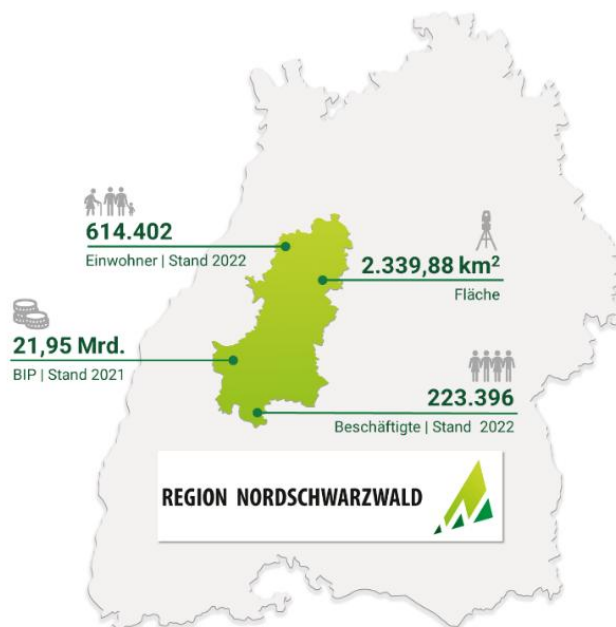 614.402
Einwohner | Stand 2022
2.339,88 km²
Fläche
21,95 Mrd.
BIP | Stand 2021
223.396
Beschäftigte | Stand 2022
REGION NORDSCHWARZWALD